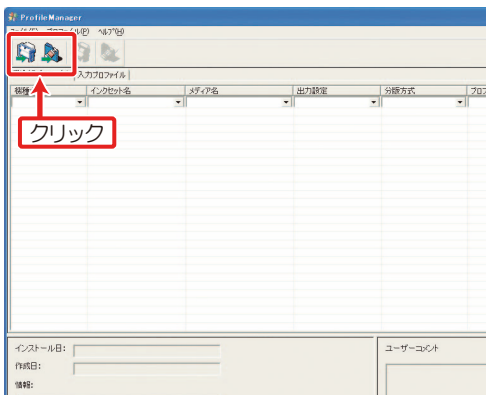 ProfileManager
ヘルプ(H)
入力プロファイル
機種 インクセット名 メディア名 出力設定 分版方式
クリック
インストール日: ユーザーコメント
作成日:
情報: